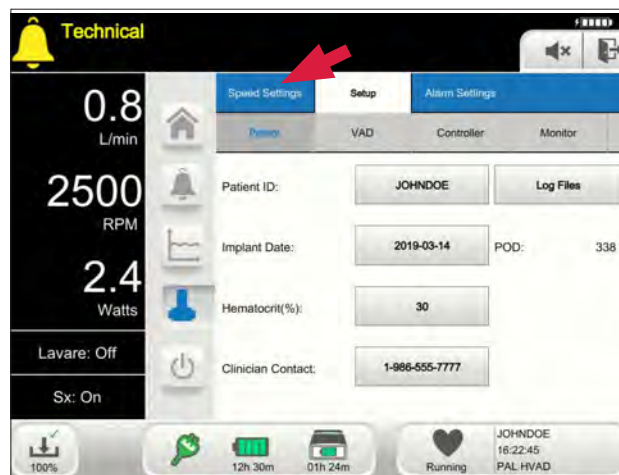 Technical
0.8
L/min
2500
RPM
2.4
Watts
Lavare: Off
Sx: On
Speed Settings Setup Alarm Settings
Patient VAD Controller Monitor
Patient ID: JOHNDOE Log Files
Implant Date: 2019-03-14 POD: 338
Hematocrit(%): 30
Clinician Contact: 1-986-555-7777
100%
12h 30m 01h 24m
Running
JOHNDOE
16:22:45
PAL HVAD